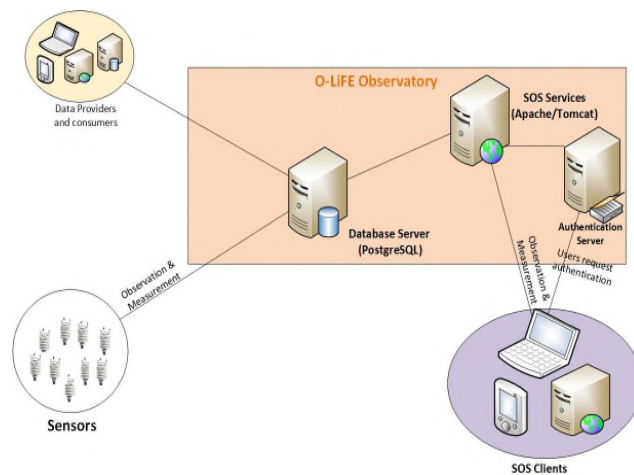 O-LiFE Observatory
Data Providers
and consumers
SOS Services
(Apache/Tomcat)
Database Server
(PostgreSQL)
Authentication
Server
Observation &
Measurement
Observation &
Measurement
Users request
authentication
Sensors
SOS Clients